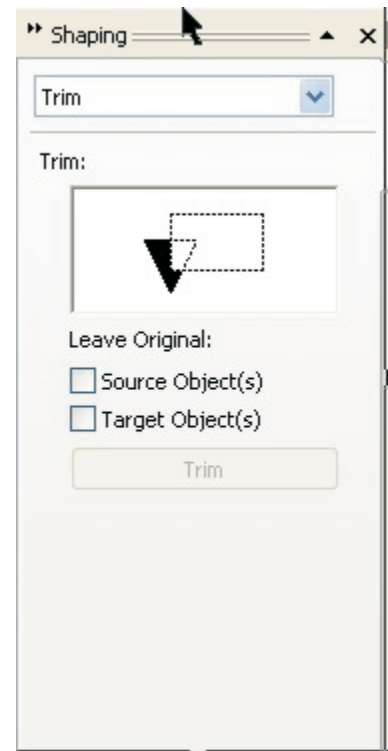 Shaping
Trim
Trim:
Leave Original:
Source Object(s)
Target Object(s)
Trim